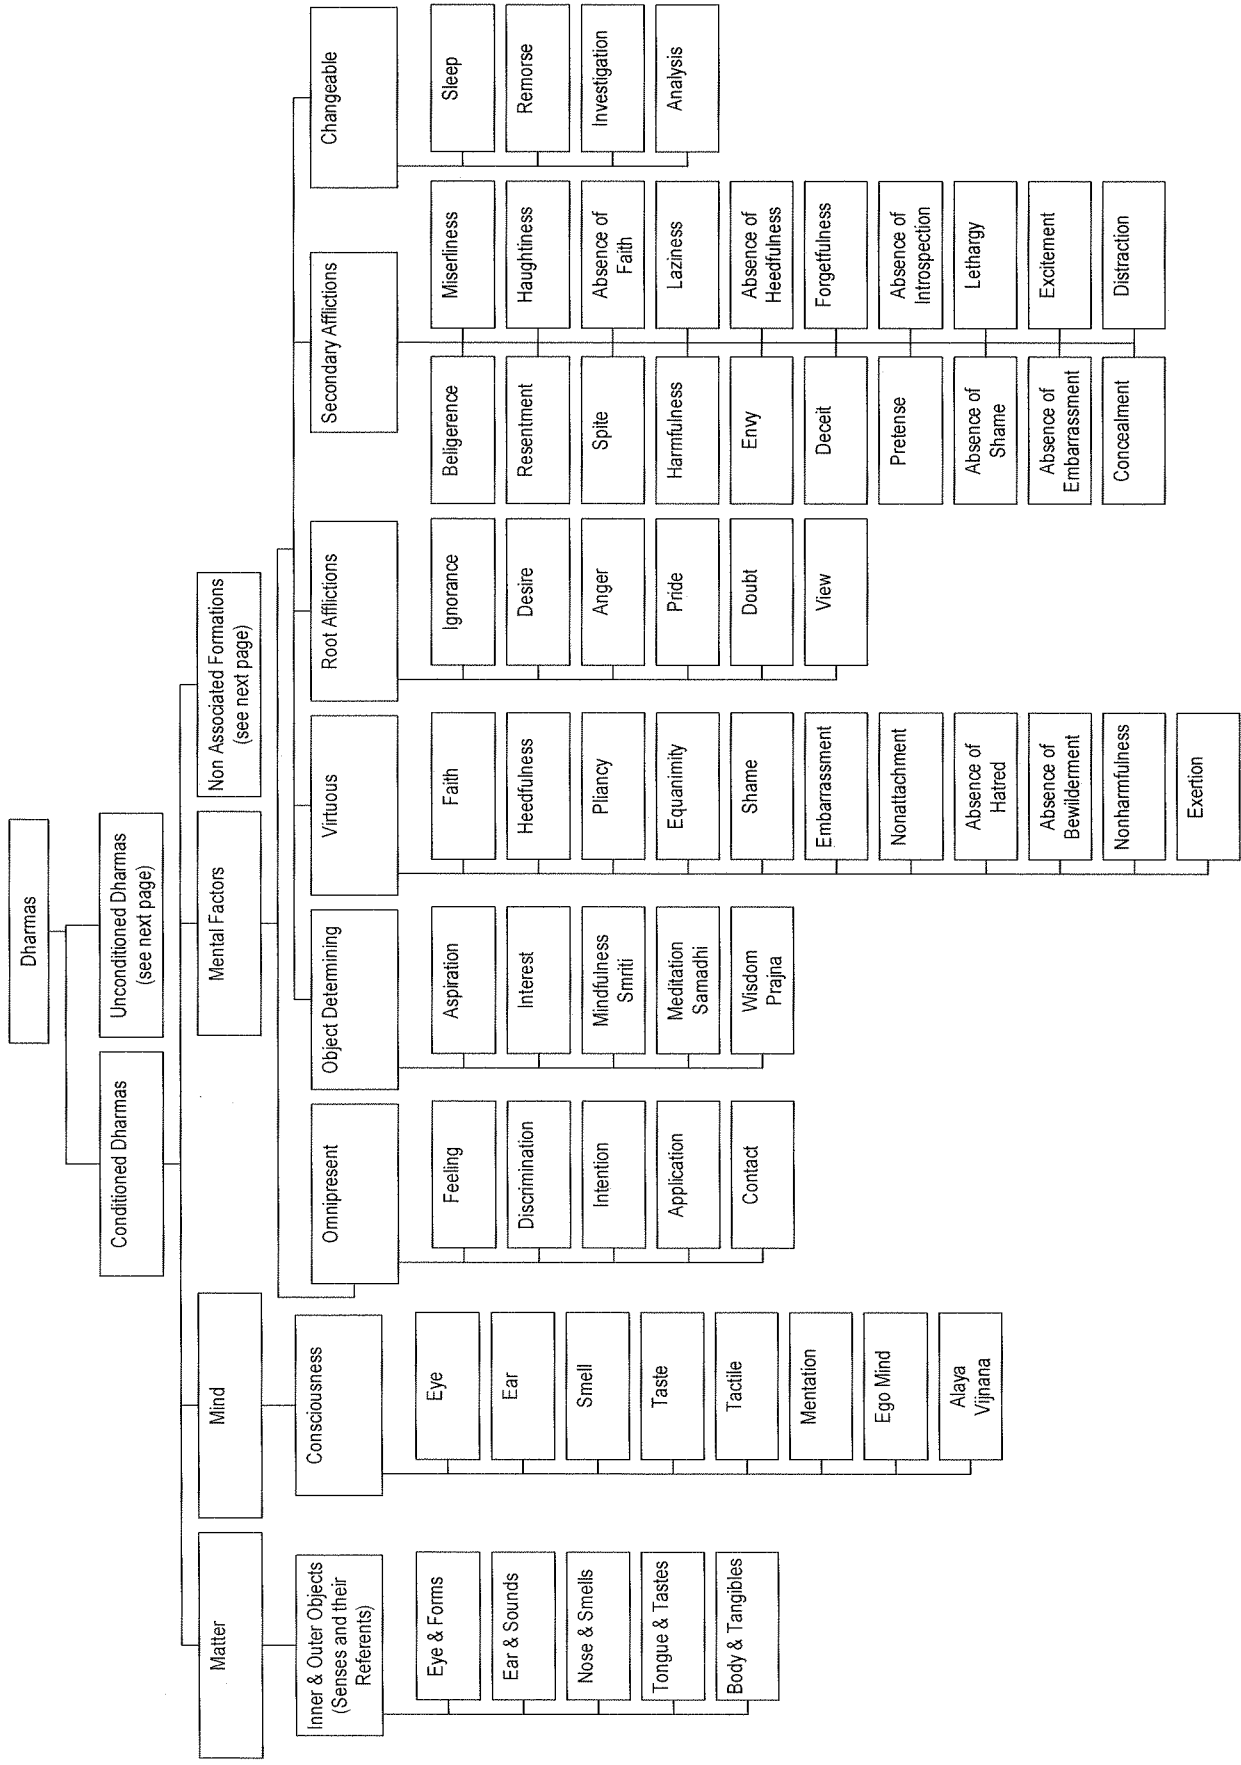 Dharmas
Conditioned Dharmas
Unconditioned Dharmas
(see next page)
Matter
Mind
Mental Factors
Non Associated Formations
(see next page)
Inner & Outer Objects
(Senses and their
Referents)
Eye & Forms
Ear & Sounds
Nose & Smells
Tongue & Tastes
Body & Tangibles
Consciousness
Eye
Ear
Smell
Taste
Tactile
Mentation
Ego Mind
Alaya
Vijnana
Omnipresent
Feeling
Discrimination
Intention
Application
Contact
Object Determining
Aspiration
Interest
Mindfulness
Smriti
Meditation
Samadhi
Wisdom
Prajna
Virtuous
Faith
Heedfulness
Pliancy
Equanimity
Shame
Embarrassment
Nonattachment
Absence of
Hatred
Absence of
Bewilderment
Nonharmfulness
Exertion
Root Afflictions
Ignorance
Desire
Anger
Pride
Doubt
View
Secondary Afflictions
Beligerence
Resentment
Spite
Harmfulness
Envy
Deceit
Pretense
Absence of
Shame
Absence of
Embarrassment
Concealment
Miserliness
Haughtiness
Absence of
Faith
Laziness
Absence of
Heedfulness
Forgetfulness
Absence of
Introspection
Lethargy
Excitement
Distraction
Changeable
Sleep
Remorse
Investigation
Analysis